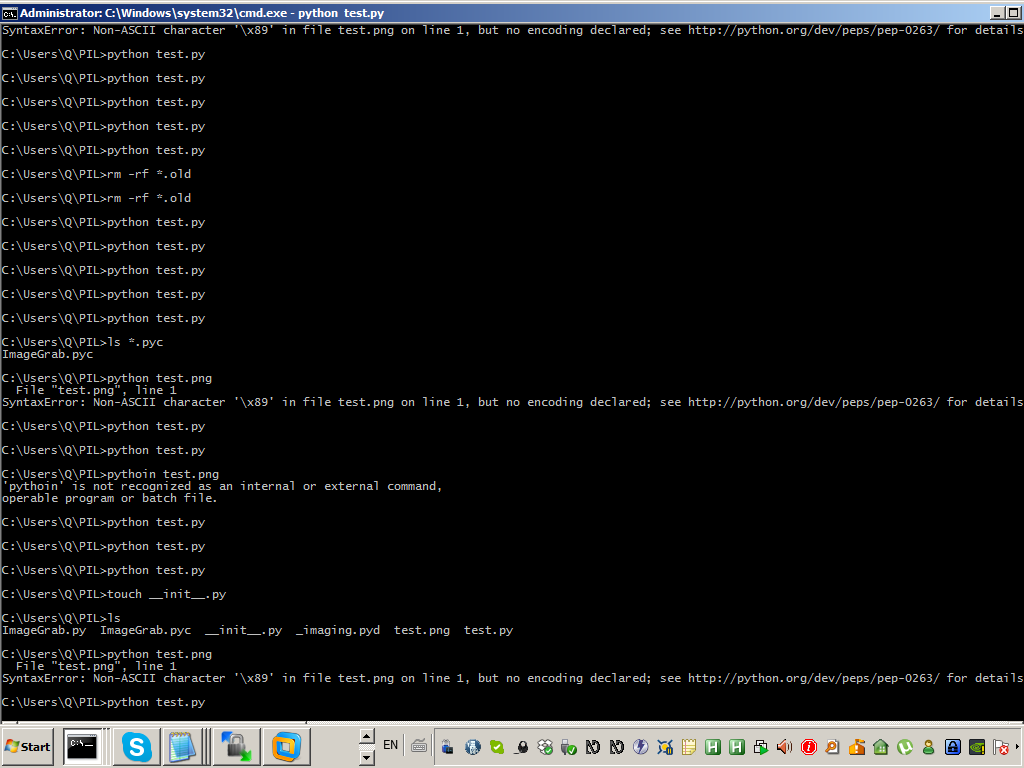 Administrator: C:\Windows\system32\cmd.exe - python test.py
SyntaxError: Non-ASCII character '\x89' in file test.png on line 1, but no encoding declared; see http://python.org/dev/peps/pep-0263/ for details
C:\Users\Q\PIL>python test.py
C:\Users\Q\PIL>python test.py
C:\Users\Q\PIL>python test.py
C:\Users\Q\PIL>python test.py
C:\Users\Q\PIL>python test.py
C:\Users\Q\PIL>rm -rf *.old
C:\Users\Q\PIL>rm -rf *.old
C:\Users\Q\PIL>python test.py
C:\Users\Q\PIL>python test.py
C:\Users\Q\PIL>python test.py
C:\Users\Q\PIL>python test.py
C:\Users\Q\PIL>python test.py
C:\Users\Q\PIL>ls *.pyc
ImageGrab.pyc
C:\Users\Q\PIL>python test.png
  File "test.png", line 1
SyntaxError: Non-ASCII character '\x89' in file test.png on line 1, but no encoding declared; see http://python.org/dev/peps/pep-0263/ for details
C:\Users\Q\PIL>python test.py
C:\Users\Q\PIL>python test.py
C:\Users\Q\PIL>pythoin test.png
'pythoin' is not recognized as an internal or external command,
operable program or batch file.
C:\Users\Q\PIL>python test.py
C:\Users\Q\PIL>python test.py
C:\Users\Q\PIL>python test.py
C:\Users\Q\PIL>touch __init__.py
C:\Users\Q\PIL>ls
ImageGrab.py  ImageGrab.pyc  __init__.py  _imaging.pyd  test.png  test.py
C:\Users\Q\PIL>python test.png
  File "test.png", line 1
SyntaxError: Non-ASCII character '\x89' in file test.png on line 1, but no encoding declared; see http://python.org/dev/peps/pep-0263/ for details
C:\Users\Q\PIL>python test.py
Start
EN